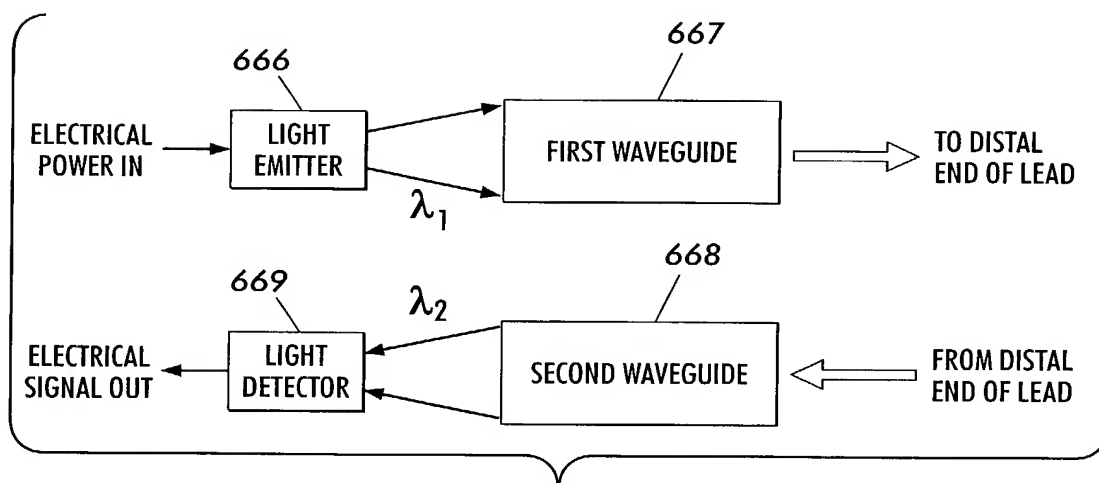 666
667
ELECTRICAL
POWER IN
LIGHT
EMITTER
FIRST WAVEGUIDE
TO DISTAL
END OF LEAD
λ1
669
λ2
668
ELECTRICAL
SIGNAL OUT
LIGHT
DETECTOR
SECOND WAVEGUIDE
FROM DISTAL
END OF LEAD